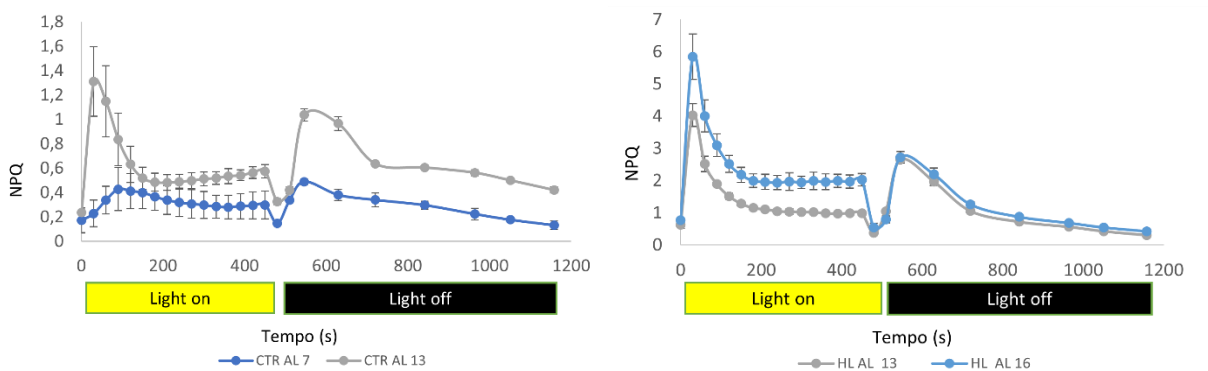 1,8
1,6
1,4
1,2
1
0,8
0,6
0,4
0,2
0
NPQ
0 200 400 600 800 1000 1200
Light on Light off
Tempo (s)
CTR AL 7 CTR AL 13
7
6
5
4
3
2
1
0
NPQ
0 200 400 600 800 1000 1200
Light on Light off
Tempo (s)
HL AL 13 HL AL 16